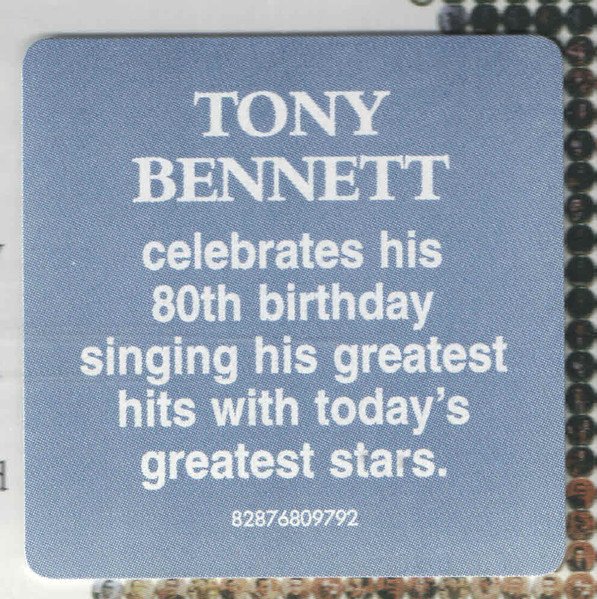 TONY
BENNETT
celebrates his
80th birthday
singing his greatest
hits with today's
greatest stars.
82876809792